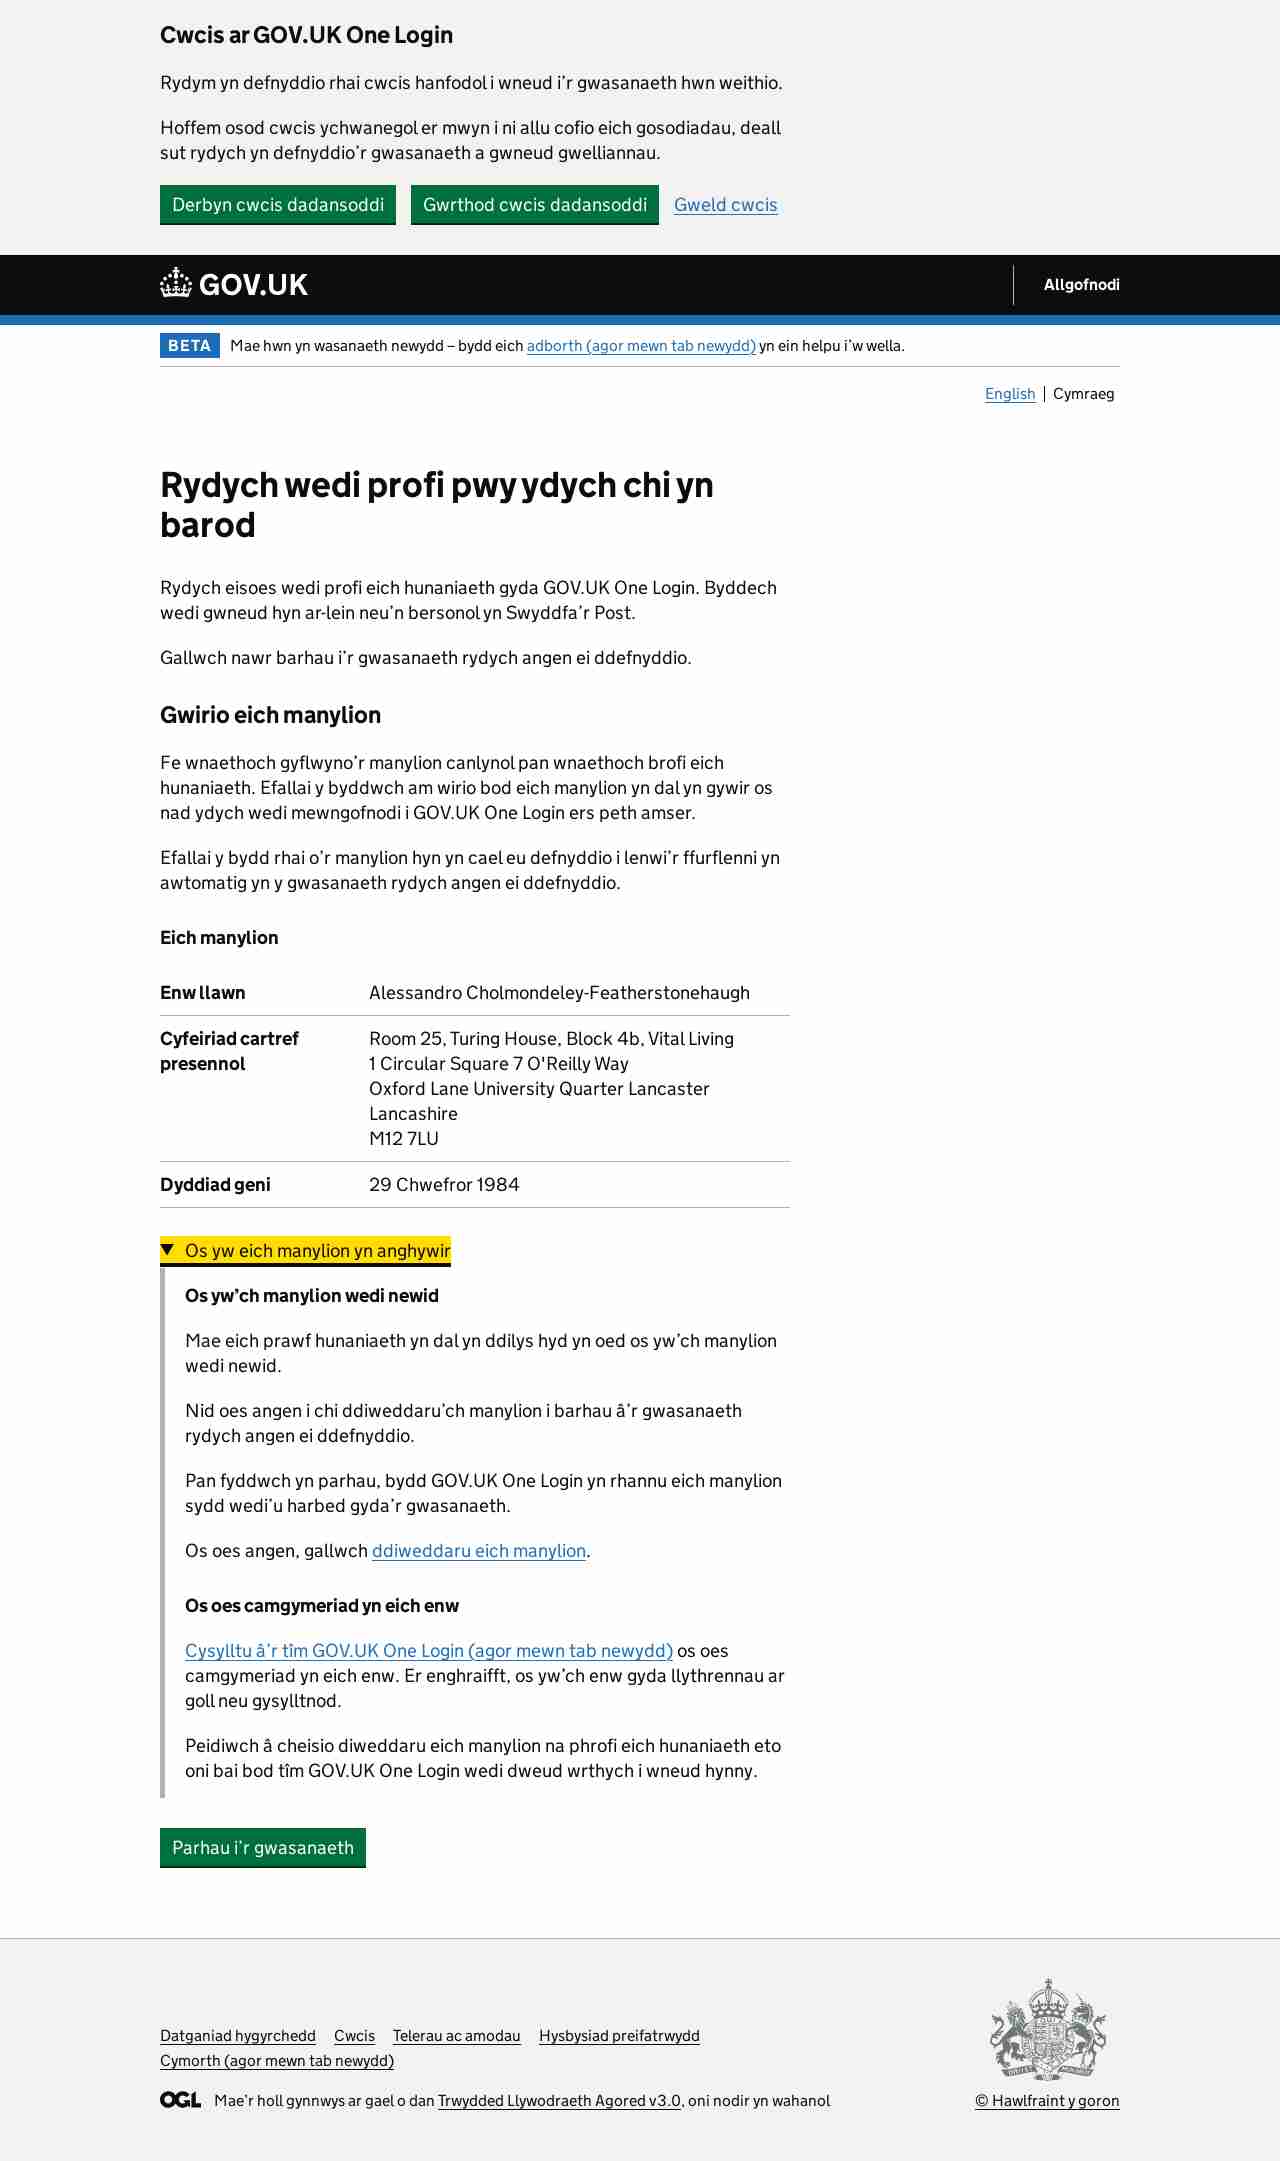 Cwcis ar GOV.UK One Login
Rydym yn defnyddio rhai cwcis hanfodol i wneud i’r gwasanaeth hwn weithio.
Hoffem osod cwcis ychwanegol er mwyn i ni allu cofio eich gosodiadau, deall
sut rydych yn defnyddio’r gwasanaeth a gwneud gwelliannau.
Derbyn cwcis dadansoddi Gwrthod cwcis dadansoddi Gweld cwcis
GOV.UK Allgofnodi
BETA Mae hwn yn wasanaeth newydd – bydd eich adborth (agor mewn tab newydd) yn ein helpu i’w wella.
English Cymraeg
Rydych wedi profi pwy ydych chi yn
barod
Rydych eisoes wedi profi eich hunaniaeth gyda GOV.UK One Login. Byddech
wedi gwneud hyn ar-lein neu’n bersonol yn Swyddfa’r Post.
Gallwch nawr barhau i’r gwasanaeth rydych angen ei ddefnyddio.
Gwirio eich manylion
Fe wnaethoch gyflwyno’r manylion canlynol pan wnaethoch brofi eich
hunaniaeth. Efallai y byddwch am wirio bod eich manylion yn dal yn gywir os
nad ydych wedi mewngofnodi i GOV.UK One Login ers peth amser.
Efallai y bydd rhai o’r manylion hyn yn cael eu defnyddio i lenwi’r ffurflenni yn
awtomatig yn y gwasanaeth rydych angen ei ddefnyddio.
Eich manylion
Enw llawn Alessandro Cholmondeley-Featherstonehaugh
Cyfeiriad cartref presennol Room 25, Turing House, Block 4b, Vital Living
1 Circular Square 7 O'Reilly Way
Oxford Lane University Quarter Lancaster
Lancashire
M12 7LU
Dyddiad geni 29 Chwefror 1984
Os yw eich manylion yn anghywir
Os yw’ch manylion wedi newid
Mae eich prawf hunaniaeth yn dal yn ddilys hyd yn oed os yw’ch manylion
wedi newid.
Nid oes angen i chi ddiweddaru’ch manylion i barhau â’r gwasanaeth
rydych angen ei ddefnyddio.
Pan fyddwch yn parhau, bydd GOV.UK One Login yn rhannu eich manylion
sydd wedi’u harbed gyda’r gwasanaeth.
Os oes angen, gallwch ddiweddaru eich manylion.
Os oes camgymeriad yn eich enw
Cysylltu â’r tîm GOV.UK One Login (agor mewn tab newydd) os oes
camgymeriad yn eich enw. Er enghraifft, os yw’ch enw gyda llythrennau ar
goll neu gysylltnod.
Peidiwch â cheisio diweddaru eich manylion na phrofi eich hunaniaeth eto
oni bai bod tîm GOV.UK One Login wedi dweud wrthych i wneud hynny.
Parhau i’r gwasanaeth
Datganiad hygyrchedd Cwcis Telerau ac amodau Hysbysiad preifatrwydd
Cymorth (agor mewn tab newydd)
OGL Mae’r holl gynnwys ar gael o dan Trwydded Llywodraeth Agored v3.0, oni nodir yn wahanol
© Hawlfraint y goron